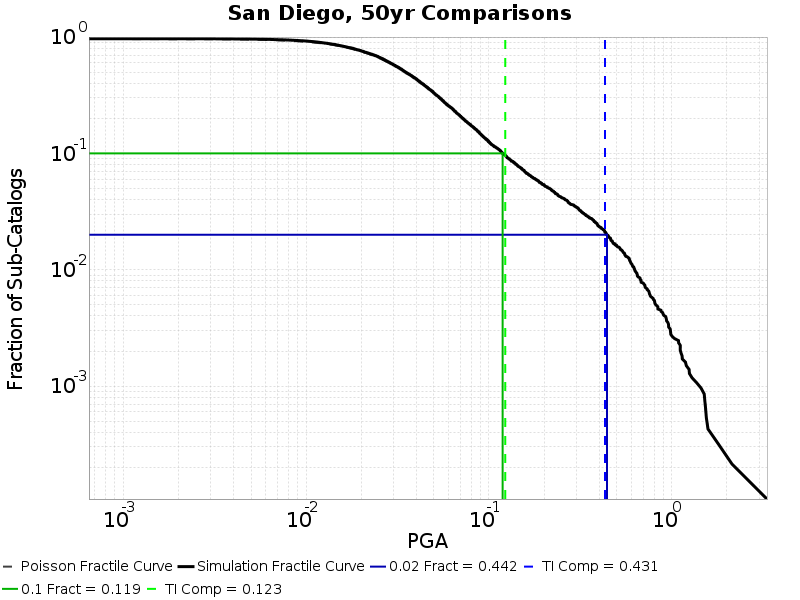 San Diego, 50yr Comparisons
Fraction of Sub-Catalogs
10^0
10^-1
10^-2
10^-3
10^-3 10^-2 10^-1 10^0
PGA
Poisson Fractile Curve Simulation Fractile Curve 0.02 Fract = 0.442 TI Comp = 0.431
0.1 Fract = 0.119 TI Comp = 0.123